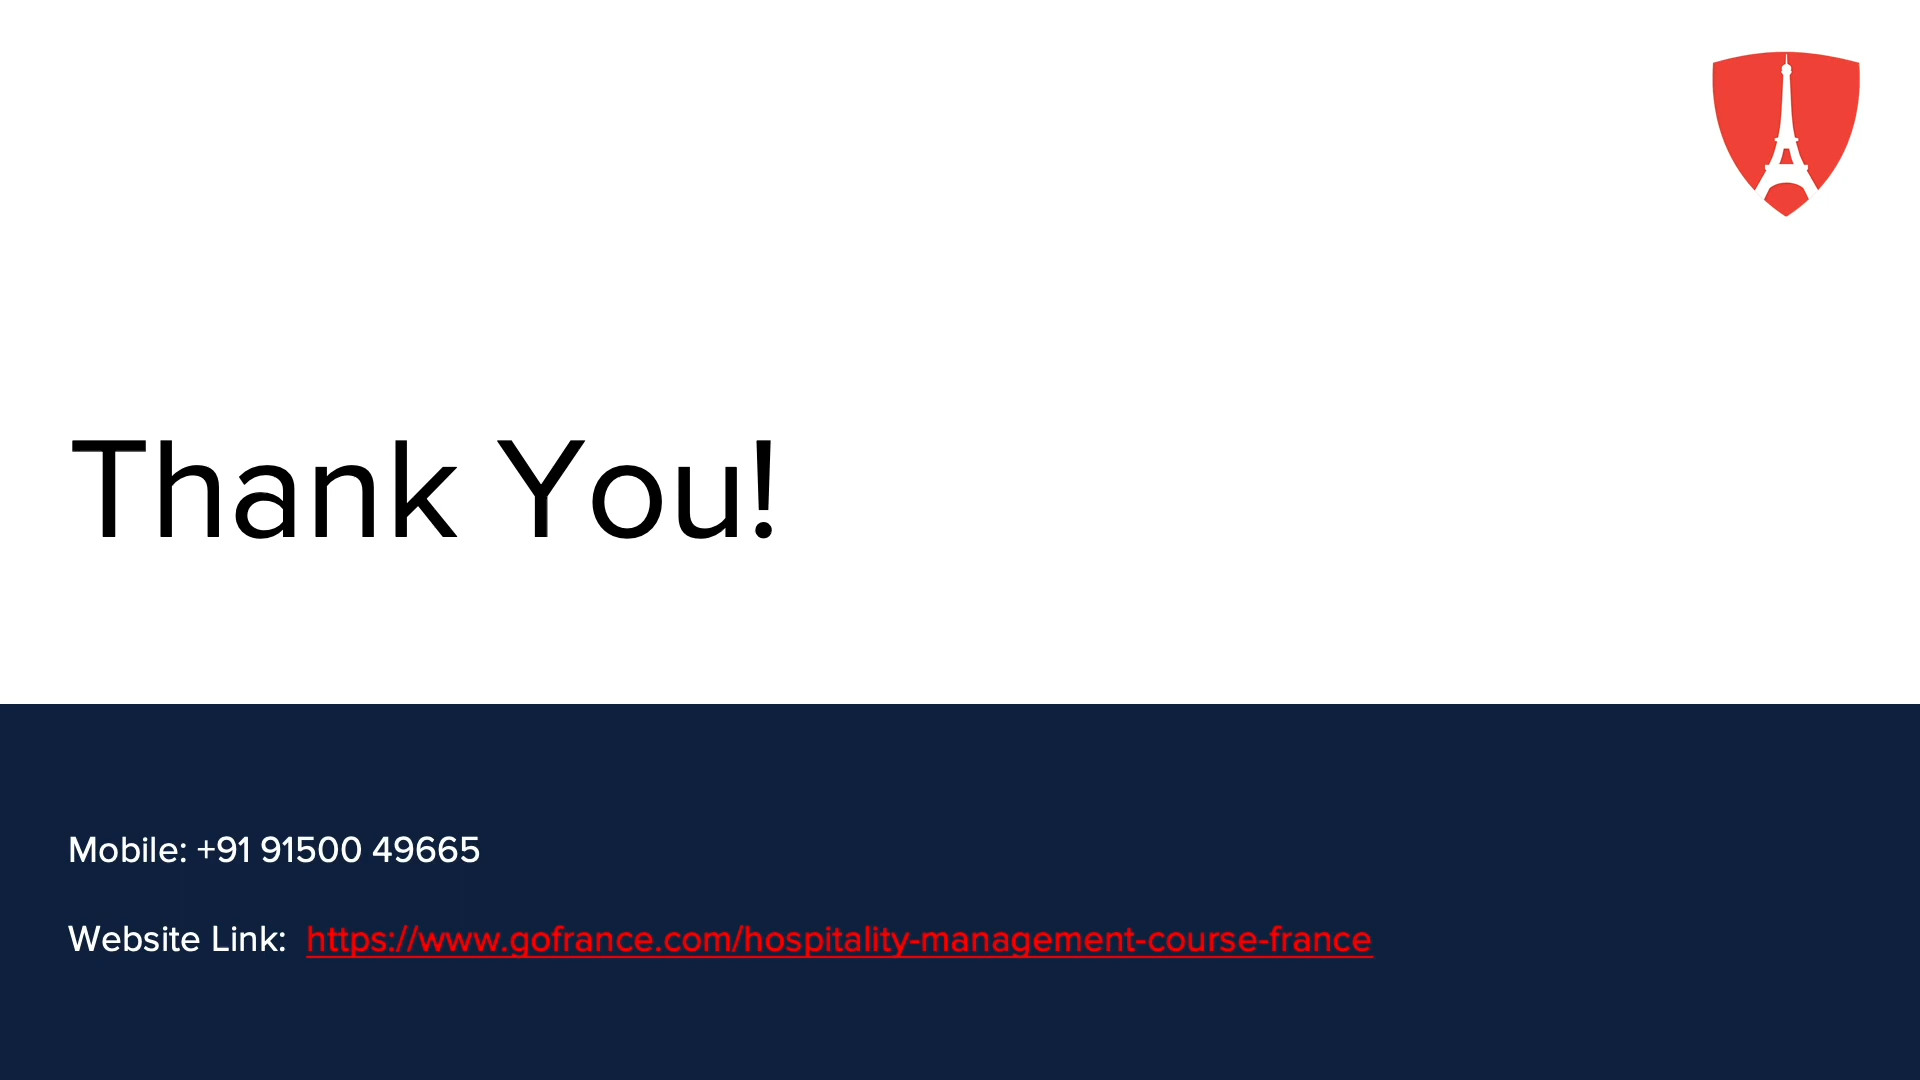 Thank You!
Mobile: +91 91500 49665
Website Link: https://www.gofrance.com/hospitality-management-course-france